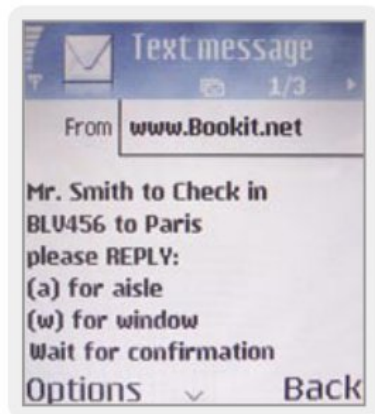 Text message
1/3
From www.Bookit.net
Mr. Smith to Check in
BLV456 to Paris
please REPLY:
(a) for aisle
(w) for window
Wait for confirmation
Options Back